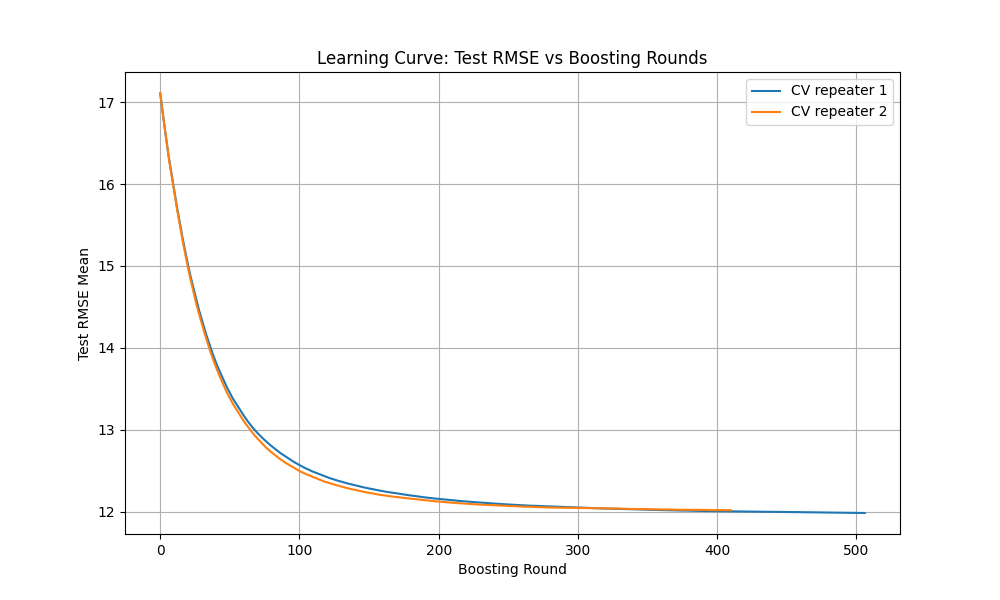 Learning Curve: Test RMSE vs Boosting Rounds
CV repeater 1
CV repeater 2
17
16
15
14
13
12
Test RMSE Mean
0 100 200 300 400 500
Boosting Round